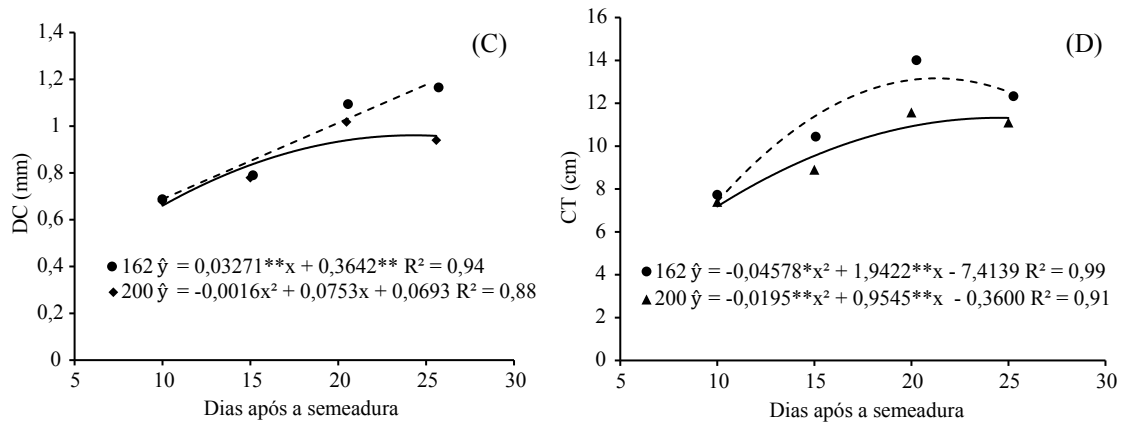 (C)
DC (mm)
1,4
1,2
1
0,8
0,6
0,4
0,2
0
162 ŷ = 0,03271**x + 0,3642** R² = 0,94
200 ŷ = -0,0016x² + 0,0753x + 0,0693 R² = 0,88
5 10 15 20 25 30
Dias após a semeadura
(D)
CT (cm)
16
14
12
10
8
6
4
2
0
162 ŷ = -0,04578*x² + 1,9422**x - 7,4139 R² = 0,99
200 ŷ = -0,0195**x² + 0,9545**x - 0,3600 R² = 0,91
5 10 15 20 25 30
Dias após a semeadura